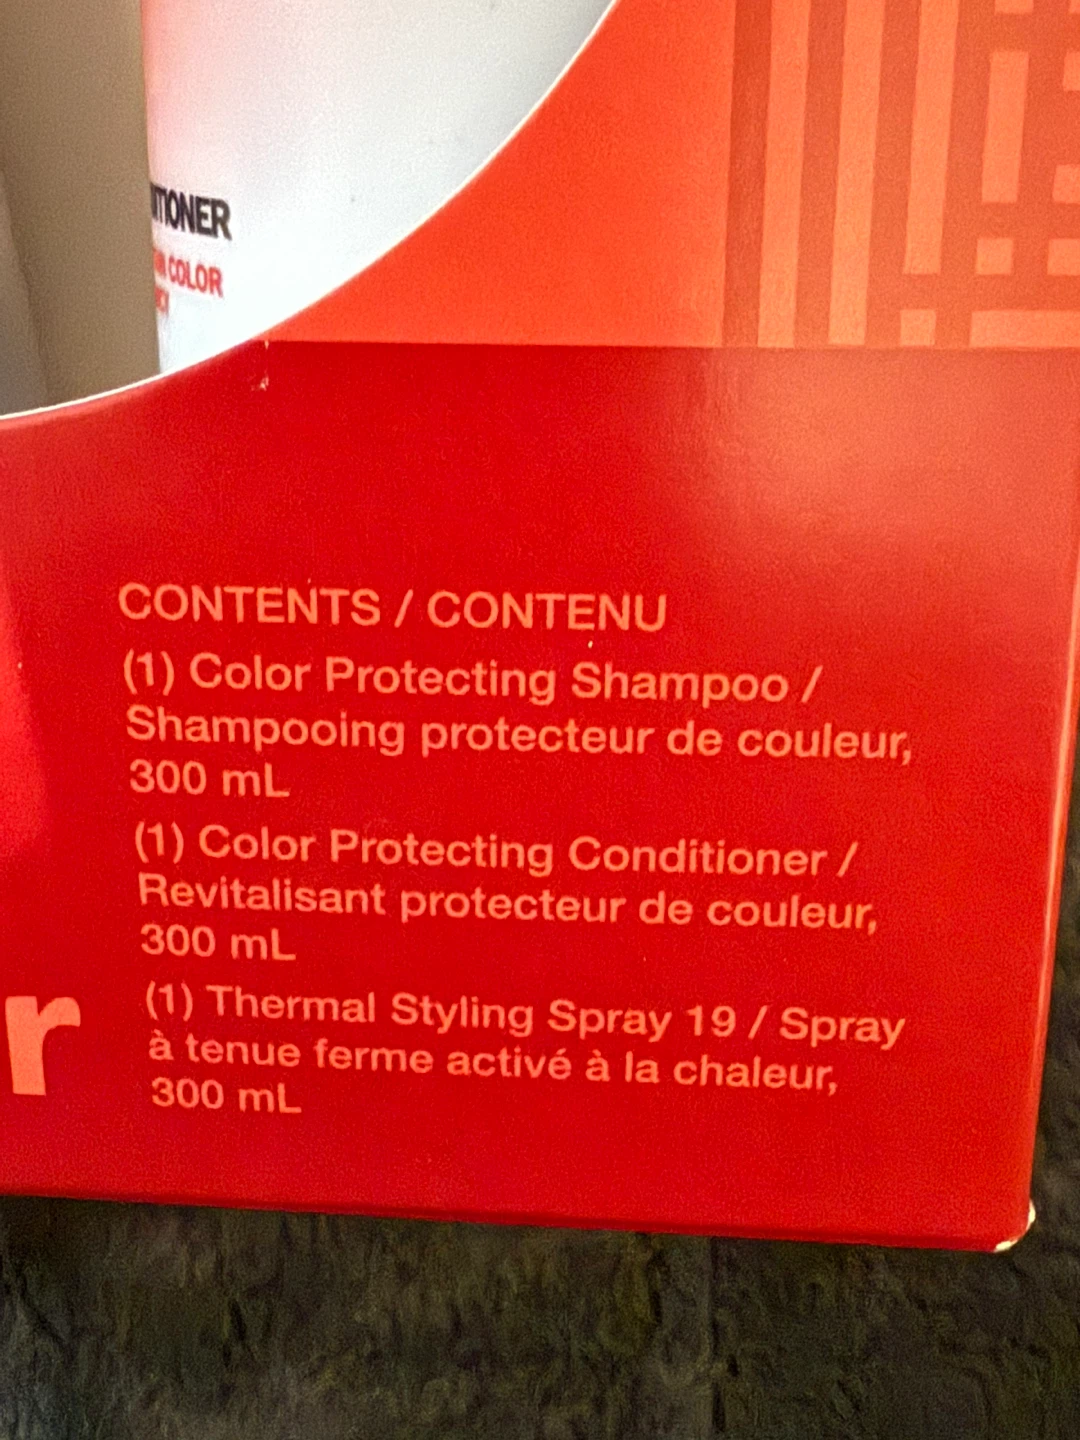 COLOR
CONTENTS / CONTENU
(1) Color Protecting Shampoo /
Shampooing protecteur de couleur,
300 mL
(1) Color Protecting Conditioner /
Revitalisant protecteur de couleur,
300 mL
(1) Thermal Styling Spray 19 / Spray
à tenue ferme activé à la chaleur,
300 mL
r